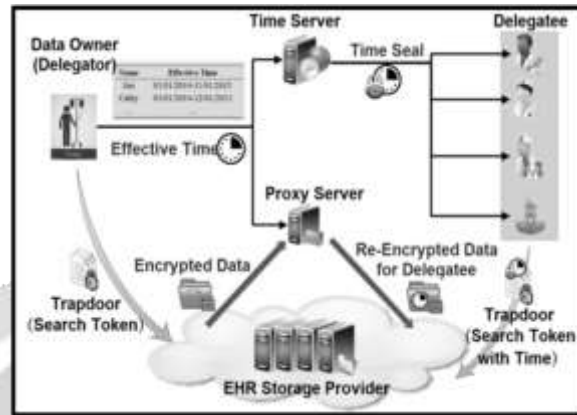 Time Server
Delegatee
Data Owner
(Delegator)
Time Seal
Name Effective Time
Cathy
Effective Time
Proxy Server
Encrypted Data
Re-Encrypted Data
for Delegatee
Trapdoor
(Search Token)
Trapdoor
(Search Token
with Time)
EHR Storage Provider